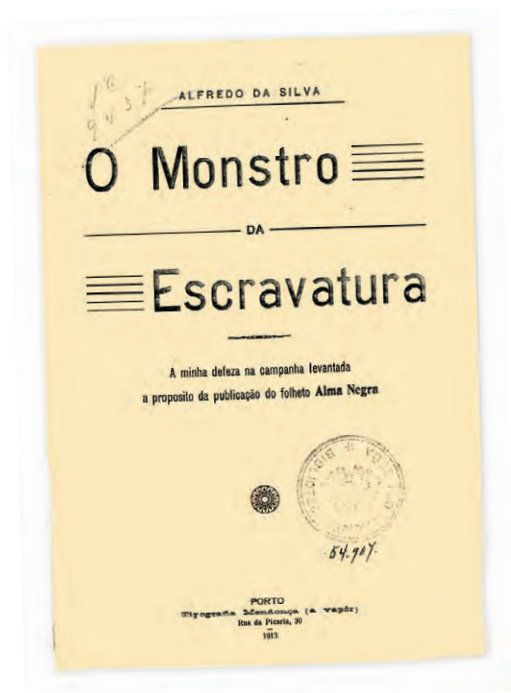 ALFREDO DA SILVA
O Monstro
DA
Escravatura
A minha defeza na campanha levantada
a proposito da publicação do folheto Alma Negra
54.907
PORTO
Tipografia Mendonça (a vapôr)
Rua da Picaria, 30
1913